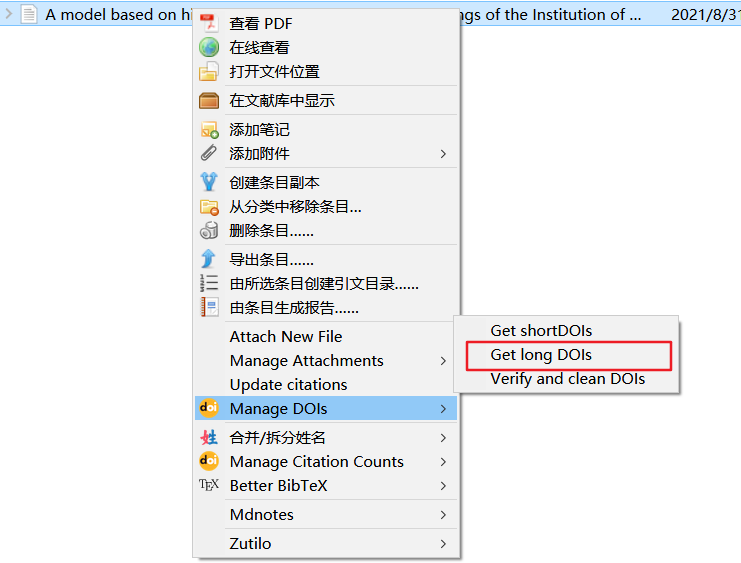 A model based on hi
ngs of the Institution of ...
2021/8/31
查看 PDF
在线查看
打开文件位置
在文献库中显示
添加笔记
添加附件
创建条目副本
从分类中移除条目...
删除条目......
导出条目......
由所选条目创建引文目录......
由条目生成报告......
Attach New File
Manage Attachments
Update citations
doi Manage DOIs
Get shortDOIs
Get long DOIs
Verify and clean DOIs
姓 合并/拆分姓名
doi Manage Citation Counts
TEX Better BibTeX
Mdnotes
Zutilo